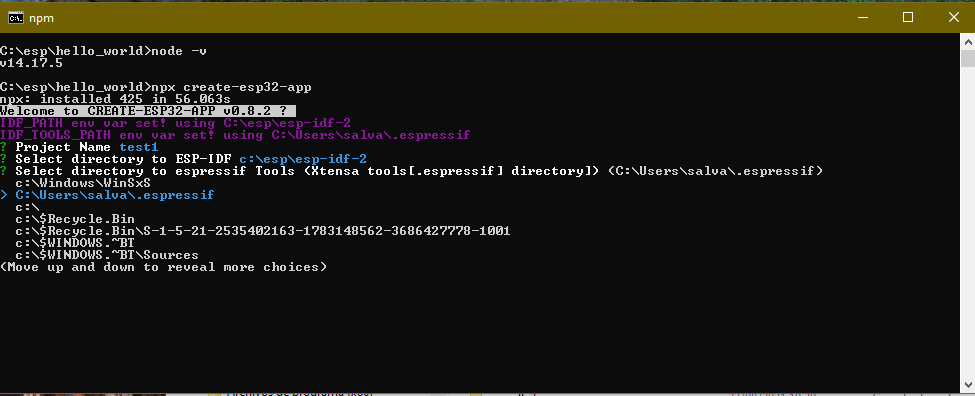 npm
C:\esp\hello_world>node -v
v14.17.5
C:\esp\hello_world>npx create-esp32-app
npx: installed 425 in 56.063s
Welcome to CREATE-ESP32-APP v0.8.2 ?
IDF_PATH env var set! using C:\esp\esp-idf-2
IDF_TOOLS_PATH env var set! using C:\Users\salva\.espressif
? Project Name test1
? Select directory to ESP-IDF c:\esp\esp-idf-2
? Select directory to espressif Tools (Xtensa tools[.espressif] directory]) (C:\Users\salva\.espressif)
c:\Windows\WinSxS
> C:\Users\salva\.espressif
c:\
c:\$Recycle.Bin
c:\$Recycle.Bin\S-1-5-21-2535402163-1783148562-3686427778-1001
c:\$WINDOWS.~BT
c:\$WINDOWS.~BT\Sources
(Move up and down to reveal more choices)